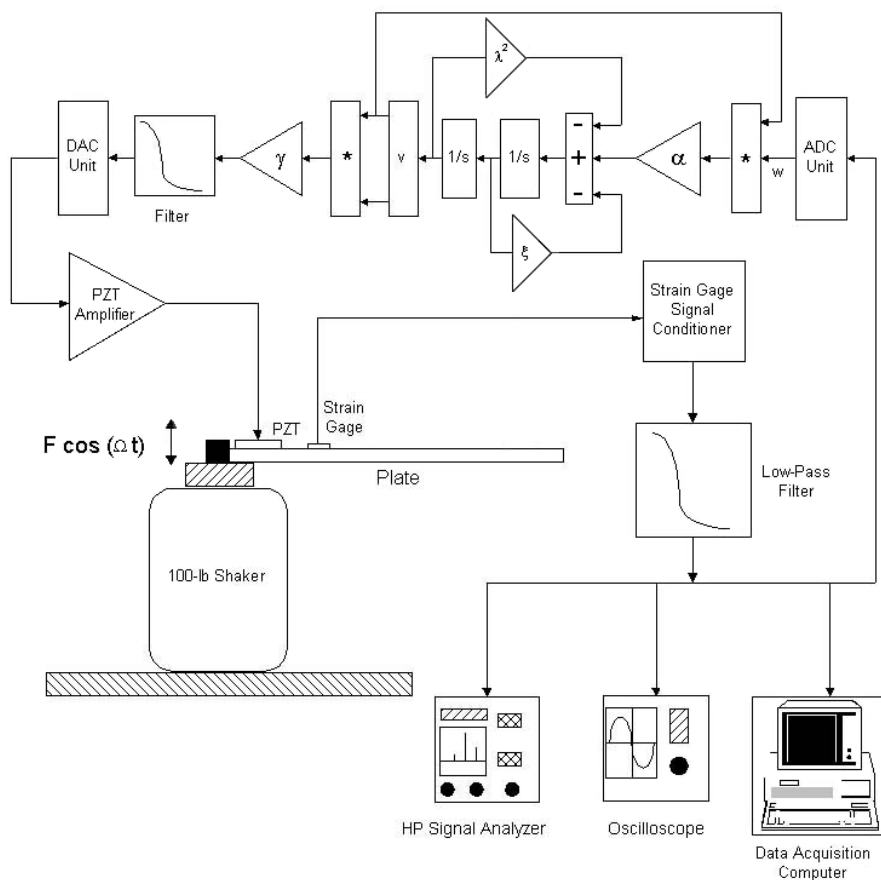 λ²
DAC
Unit
Filter
γ
*
v
1/s
1/s
-
+
-
α
*
w
ADC
Unit
ξ
PZT
Amplifier
Strain Gage
Signal
Conditioner
F cos (Ω t)
PZT
Strain
Gage
Plate
Low-Pass
Filter
100-lb Shaker
HP Signal Analyzer
Oscilloscope
Data Acquisition
Computer